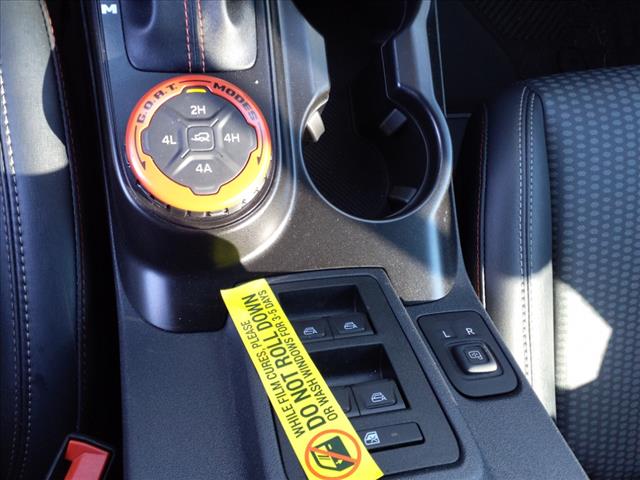 M
G.O.A.T. MODES
2H
4L
4H
4A
WHILE FILM CURES, PLEASE
DO NOT ROLL DOWN
OR WASH WINDOWS FOR 3-5 DAYS
L R